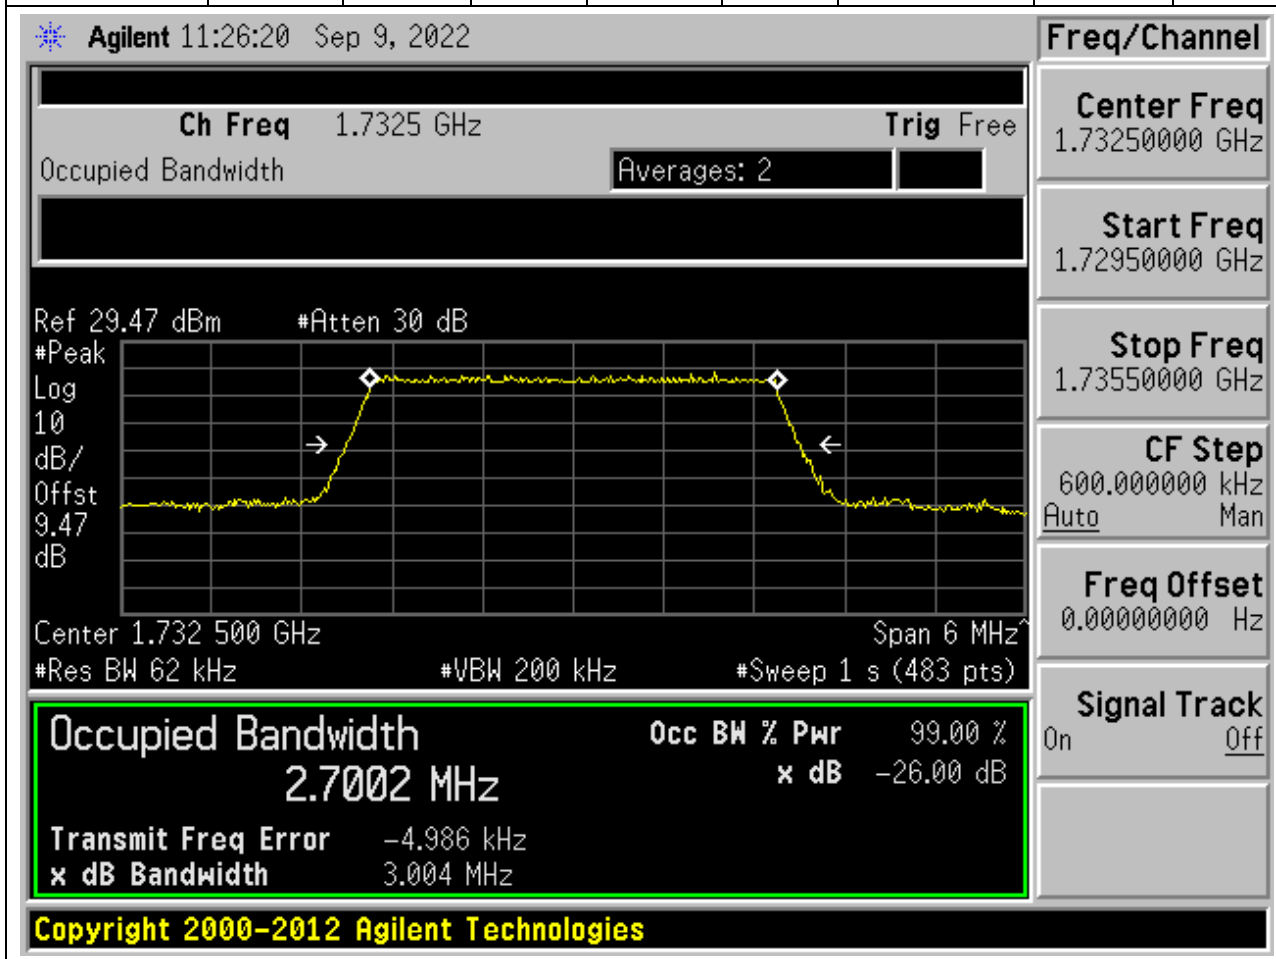 Agilent 11:26:20 Sep 9, 2022
Freq/Channel
Ch Freq 1.7325 GHz
Trig Free
Occupied Bandwidth
Averages: 2
Ref 29.47 dBm #Atten 30 dB
#Peak
Log
10
dB/
Offst
9.47
dB
Center 1.732 500 GHz
Span 6 MHz^
#Res BW 62 kHz #VBW 200 kHz #Sweep 1 s (483 pts)
Occupied Bandwidth
2.7002 MHz
Occ BW % Pwr 99.00 %
x dB -26.00 dB
Transmit Freq Error -4.986 kHz
x dB Bandwidth 3.004 MHz
Copyright 2000-2012 Agilent Technologies
Center Freq
1.73250000 GHz
Start Freq
1.72950000 GHz
Stop Freq
1.73550000 GHz
CF Step
600.000000 kHz
Auto Man
Freq Offset
0.00000000 Hz
Signal Track
On Off